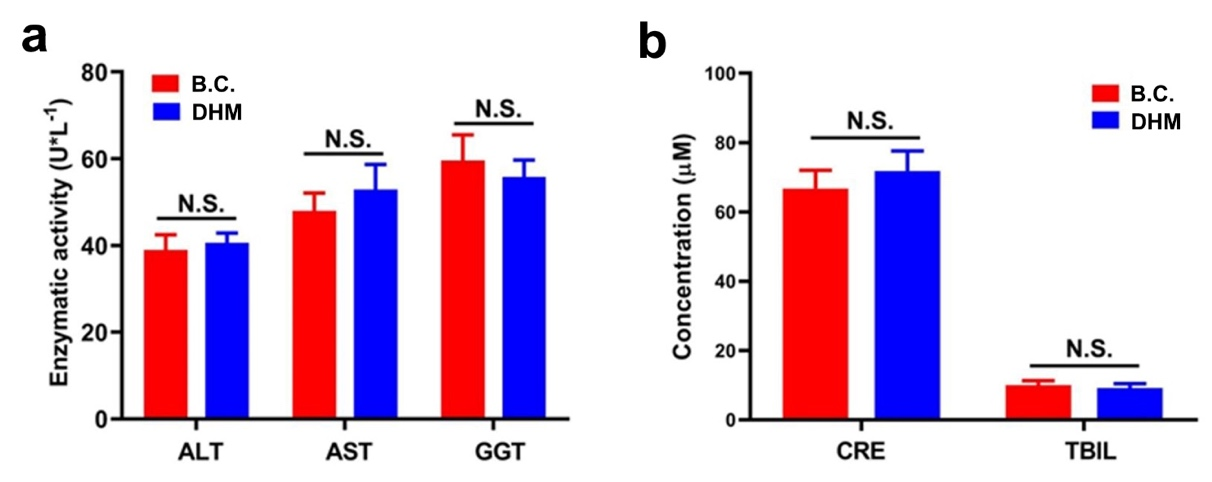 a
B.C.
DHM
Enzymatic activity (U*L⁻¹)
80
60
40
20
0
N.S.
N.S.
N.S.
ALT
AST
GGT
b
B.C.
DHM
Concentration (μM)
100
80
60
40
20
0
N.S.
N.S.
CRE
TBIL